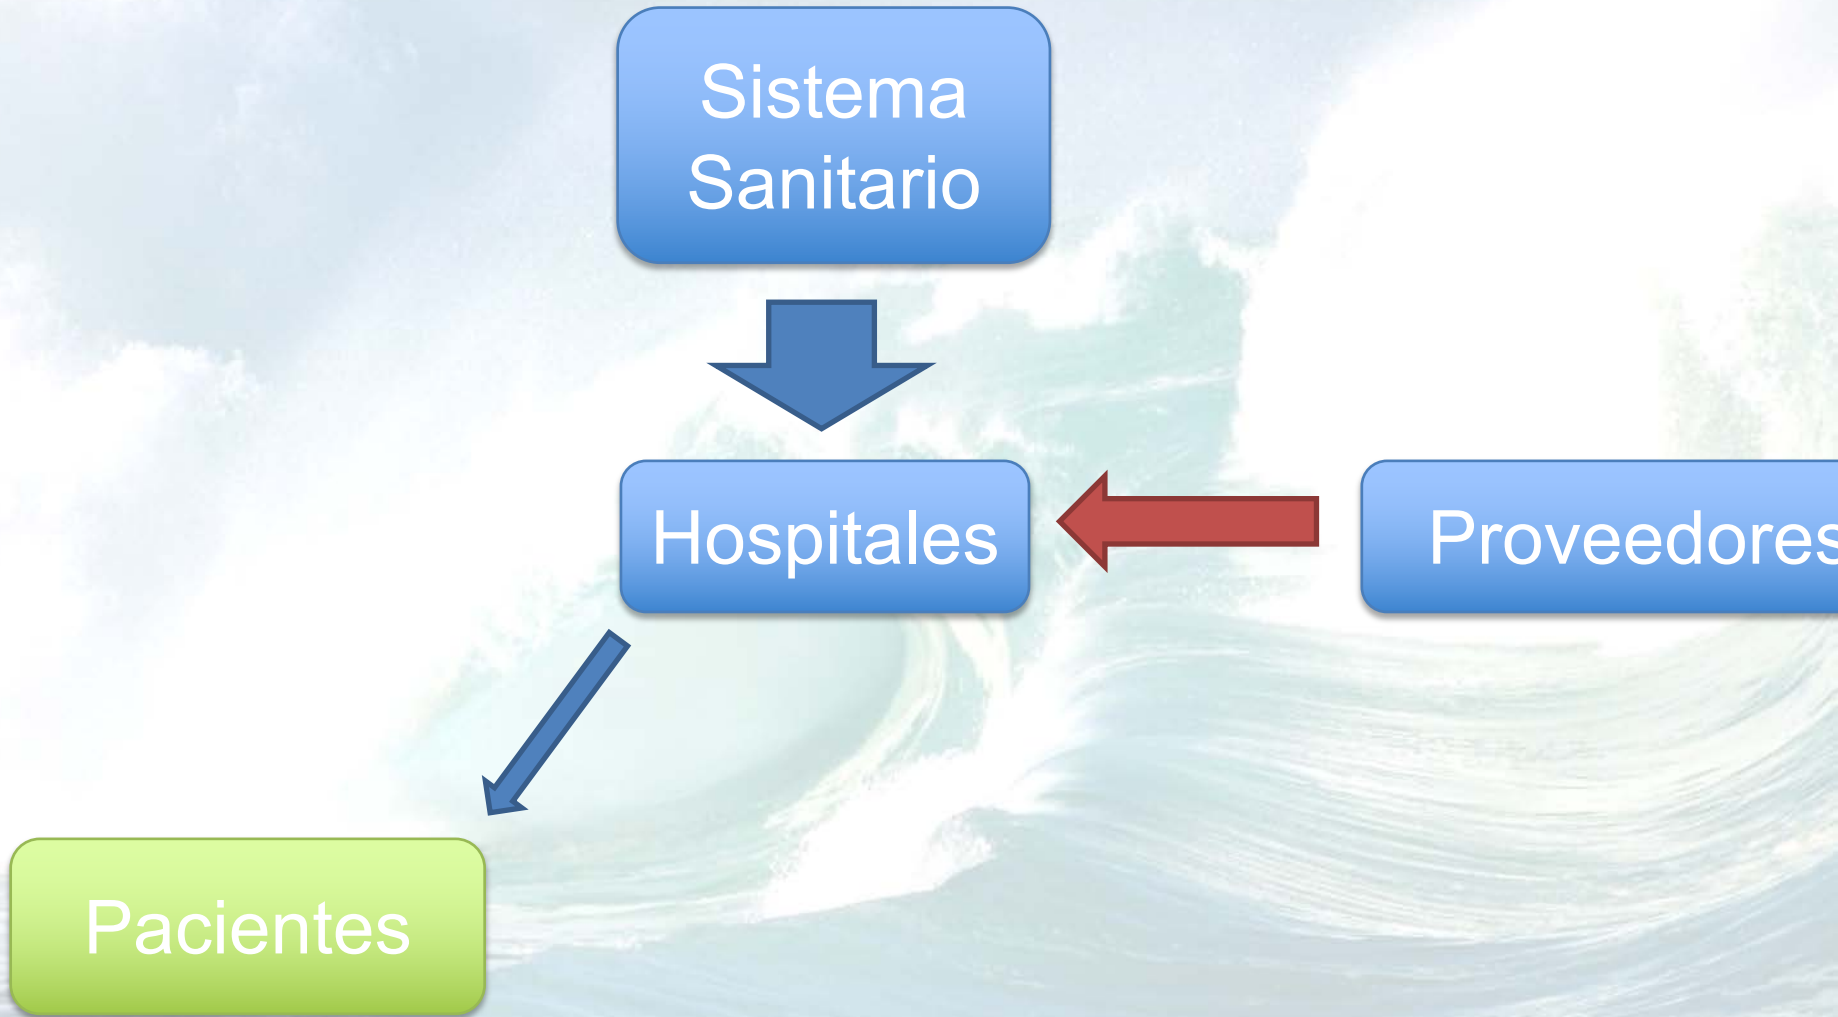 Sistema
Sanitario
Hospitales
Proveedores
Pacientes